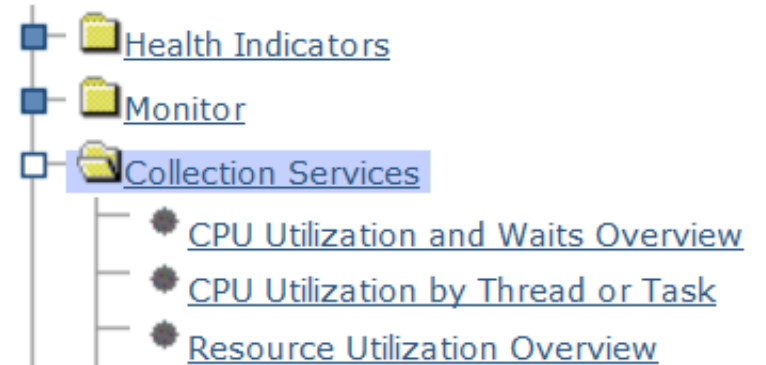 Health Indicators
Monitor
Collection Services
CPU Utilization and Waits Overview
CPU Utilization by Thread or Task
Resource Utilization Overview